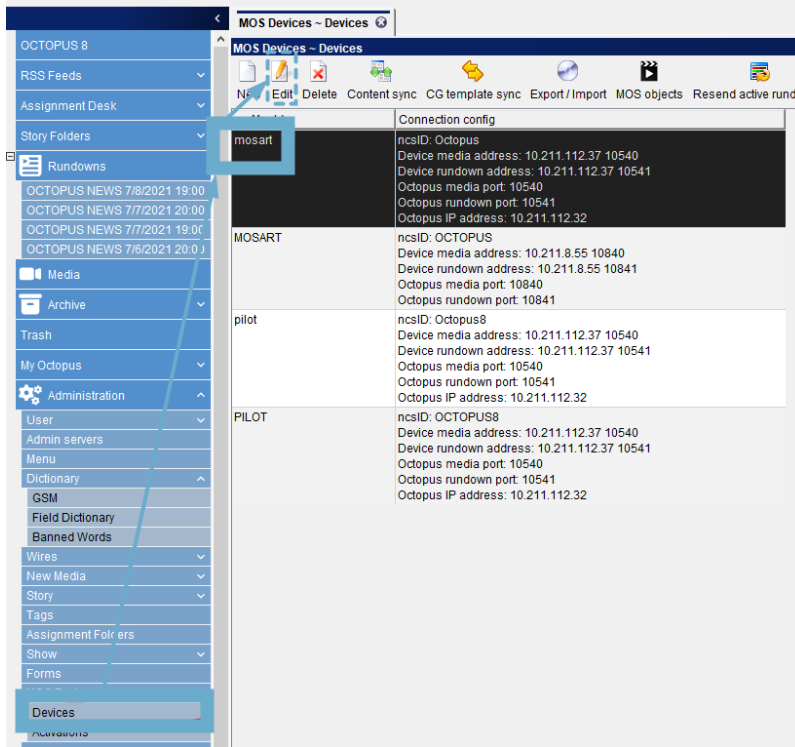 OCTOPUS 8
RSS Feeds
Assignment Desk
Story Folders
Rundowns
OCTOPUS NEWS 7/8/2021 19:00
OCTOPUS NEWS 7/7/2021 20:00
OCTOPUS NEWS 7/7/2021 19:00
OCTOPUS NEWS 7/6/2021 20:00
Media
Archive
Trash
My Octopus
Administration
User
Admin servers
Menu
Dictionary
GSM
Field Dictionary
Banned Words
Wires
New Media
Story
Tags
Assignment Folders
Show
Forms
Devices
Activations
MOS Devices ~ Devices
MOS Devices ~ Devices
New Edit Delete Content sync CG template sync Export / Import MOS objects Resend active rund
Connection config
mosart
ncsID: Octopus
Device media address: 10.211.112.37 10540
Device rundown address: 10.211.112.37 10541
Octopus media port: 10540
Octopus rundown port: 10541
Octopus IP address: 10.211.112.32
MOSART
ncsID: OCTOPUS
Device media address: 10.211.8.55 10840
Device rundown address: 10.211.8.55 10841
Octopus media port: 10840
Octopus rundown port: 10841
pilot
ncsID: Octopus8
Device media address: 10.211.112.37 10540
Device rundown address: 10.211.112.37 10541
Octopus media port: 10540
Octopus rundown port: 10541
Octopus IP address: 10.211.112.32
PILOT
ncsID: OCTOPUS8
Device media address: 10.211.112.37 10540
Device rundown address: 10.211.112.37 10541
Octopus media port: 10540
Octopus rundown port: 10541
Octopus IP address: 10.211.112.32